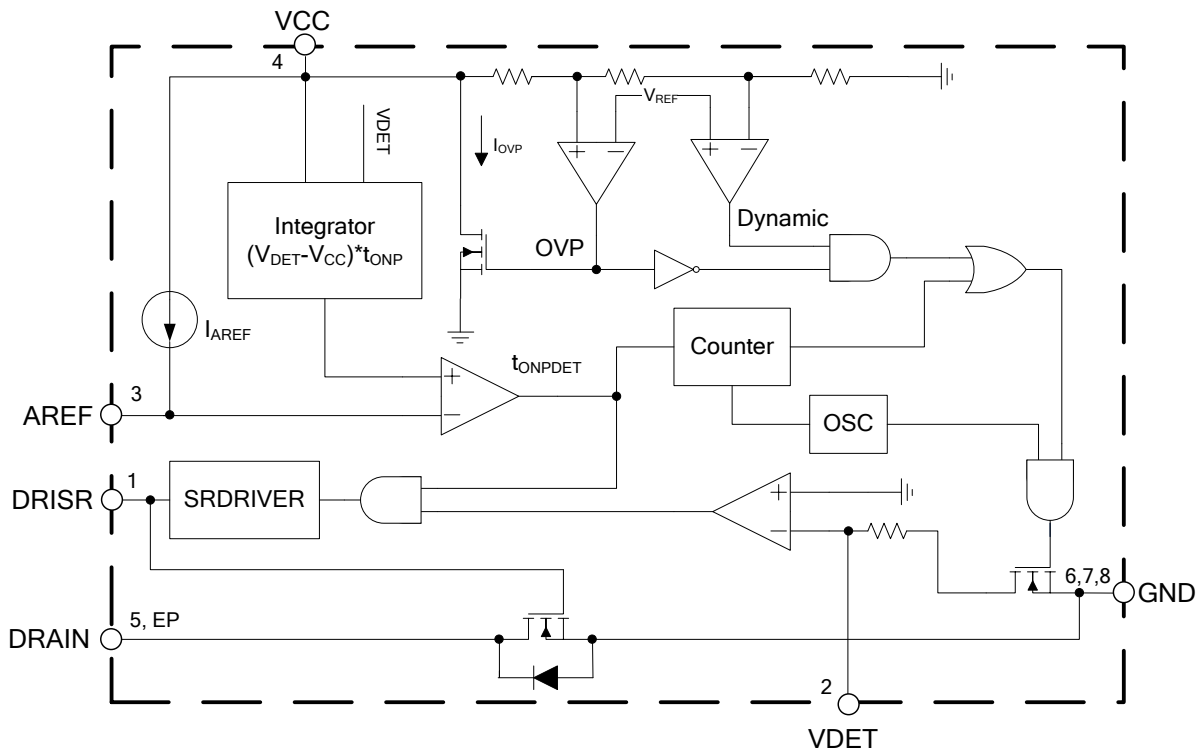 VCC
4
VDET
Integrator
(VDET-VCC)*tONP
IOVP
VREF
+
−
+
−
Dynamic
OVP
IAREF
tONPDET
Counter
AREF
3
+
−
OSC
DRISR
1
SRDRIVER
+
−
6,7,8
GND
DRAIN
5, EP
2
VDET